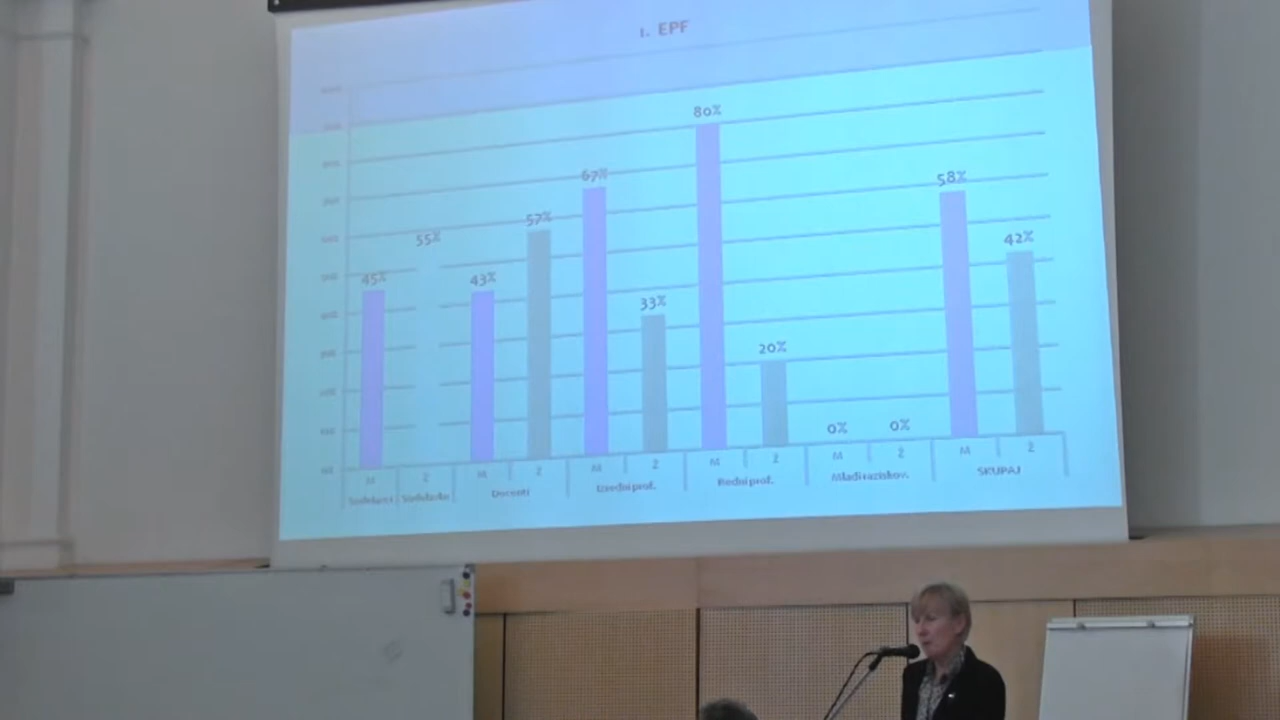 1. EPF
80%
67%
58%
57%
55%
42%
45%
43%
33%
20%
0%
0%
M
Ž
M
Ž
M
Ž
M
Ž
M
Ž
M
Ž
Docenti
Izredni prof.
Redni prof.
Mladi raziskov.
SKUPAJ